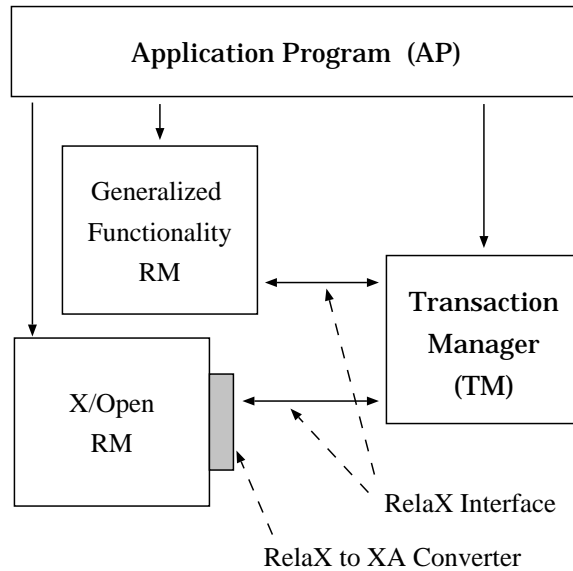 Application Program (AP)
Generalized
Functionality
RM
Transaction
Manager
(TM)
X/Open
RM
RelaX Interface
RelaX to XA Converter